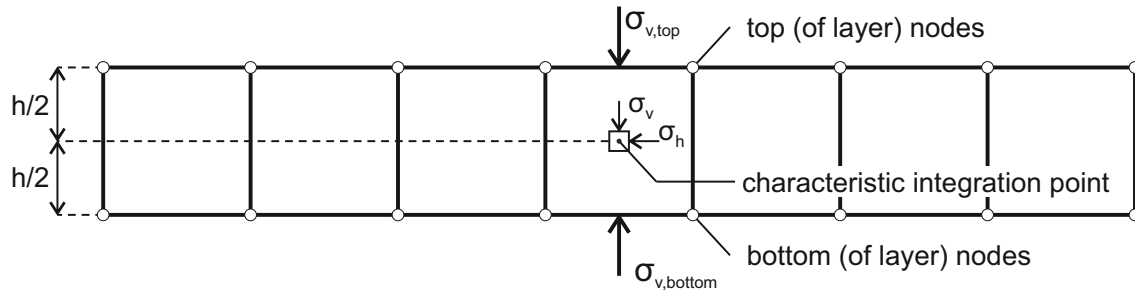 σv,top
top (of layer) nodes
h/2
σv
σh
h/2
characteristic integration point
bottom (of layer) nodes
σv,bottom